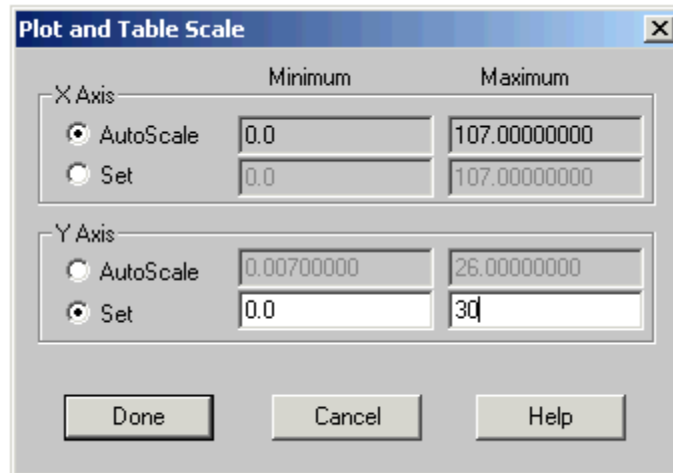 Plot and Table Scale
Minimum Maximum
X Axis
AutoScale 0.0 107.00000000
Set 0.0 107.00000000
Y Axis
AutoScale 0.00700000 26.00000000
Set 0.0 30
Done Cancel Help